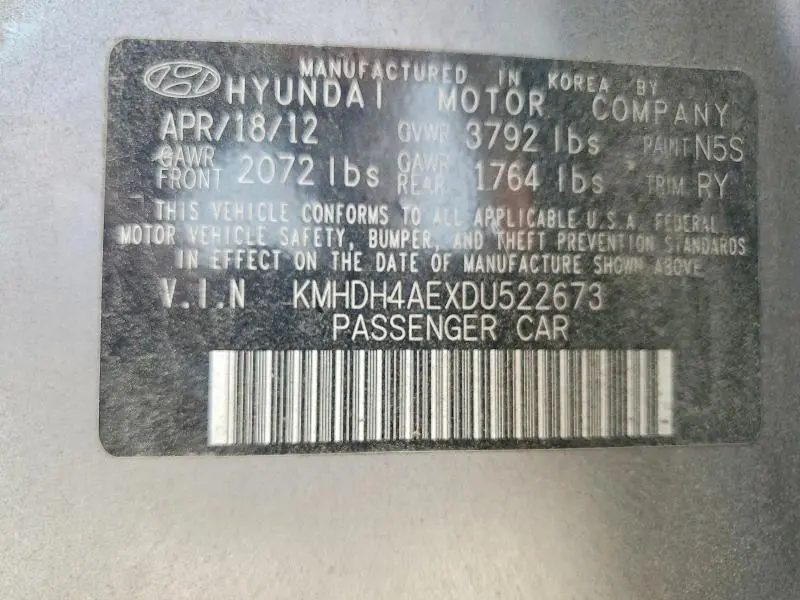 MANUFACTURED IN KOREA BY
HYUNDAI MOTOR COMPANY
APR/18/12 GVWR 3792 lbs PAINT N5S
GAWR FRONT 2072 lbs GAWR REAR 1764 lbs TRIM RY
THIS VEHICLE CONFORMS TO ALL APPLICABLE U.S.A. FEDERAL
MOTOR VEHICLE SAFETY, BUMPER, AND THEFT PREVENTION STANDARDS
IN EFFECT ON THE DATE OF MANUFACTURE SHOWN ABOVE.
V.I.N KMHDH4AEXDU522673
PASSENGER CAR